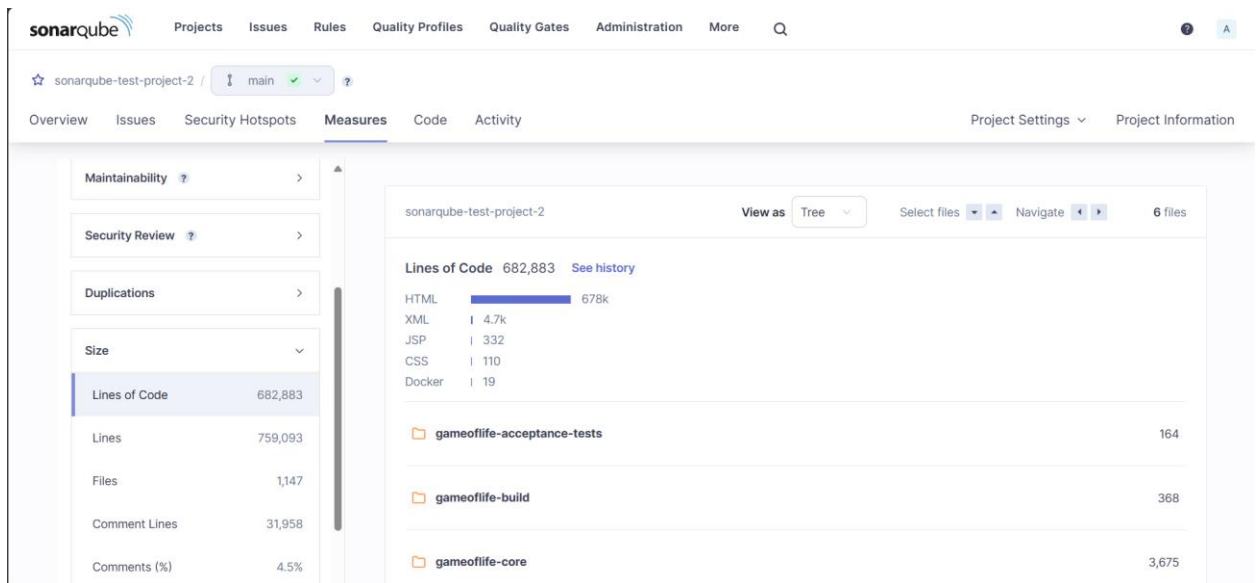 sonarqube Projects Issues Rules Quality Profiles Quality Gates Administration More ? A
sonarqube-test-project-2 / main ?
Overview Issues Security Hotspots Measures Code Activity Project Settings Project Information
Maintainability ?
Security Review ?
Duplications
Size
Lines of Code 682,883
Lines 759,093
Files 1,147
Comment Lines 31,958
Comments (%) 4.5%
sonarqube-test-project-2 View as Tree Select files Navigate 6 files
Lines of Code 682,883 See history
HTML 678k
XML 4.7k
JSP 332
CSS 110
Docker 19
gameoflife-acceptance-tests 164
gameoflife-build 368
gameoflife-core 3,675